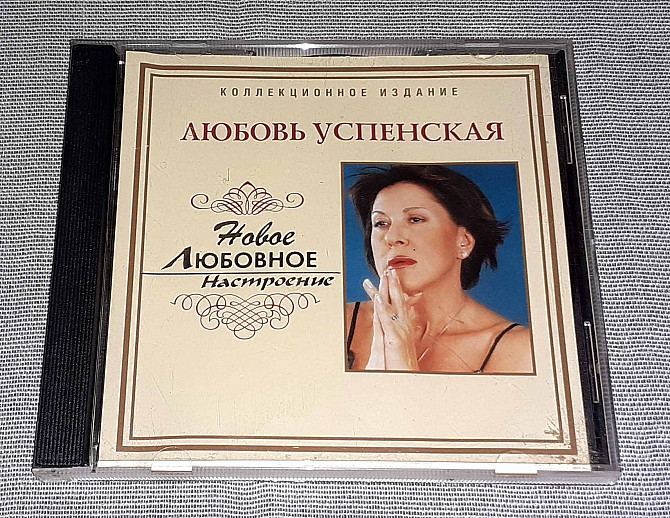 КОЛЛЕКЦИОННОЕ ИЗДАНИЕ
ЛЮБОВЬ УСПЕНСКАЯ
Новое
ЛЮБОВНОЕ
Настроение